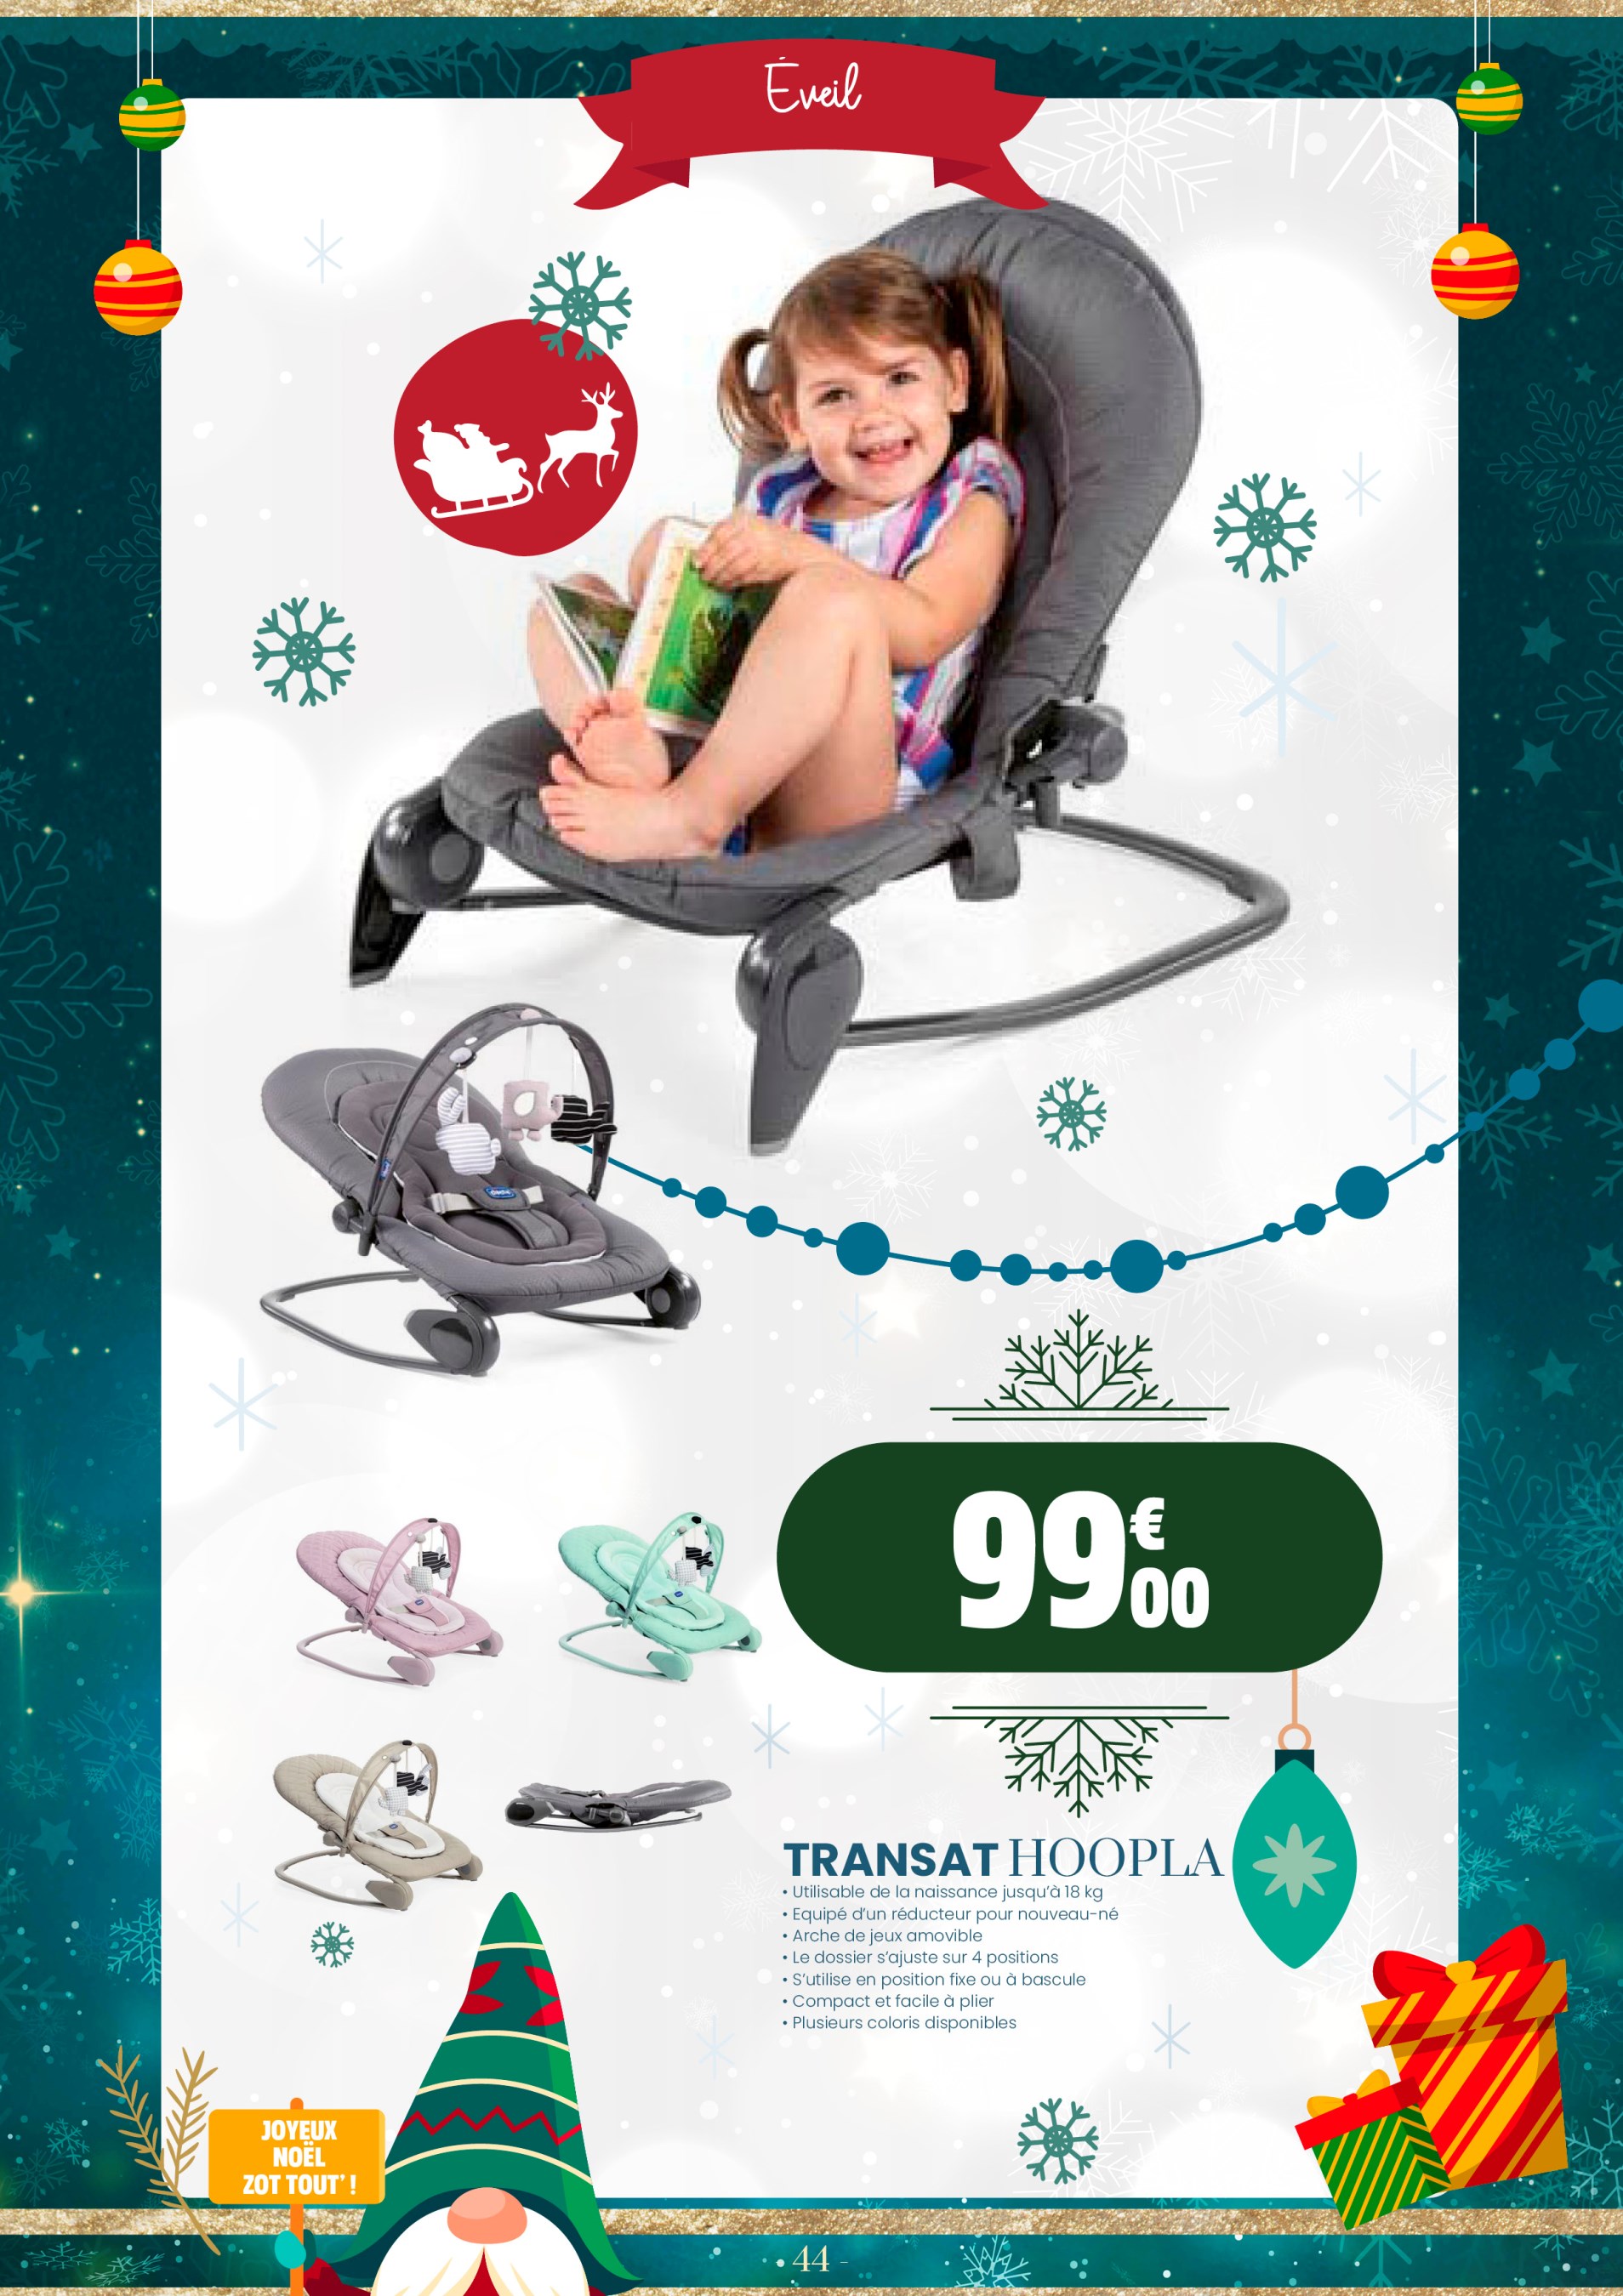 Éveil
99€00
TRANSAT HOOPLA
• Utilisable de la naissance jusqu'à 18 kg
• Equipé d'un réducteur pour nouveau-né
• Arche de jeux amovible
• Le dossier s'ajuste sur 4 positions
• S'utilise en position fixe ou à bascule
• Compact et facile à plier
• Plusieurs coloris disponibles
JOYEUX
NOËL
ZOT TOUT' !
44 -